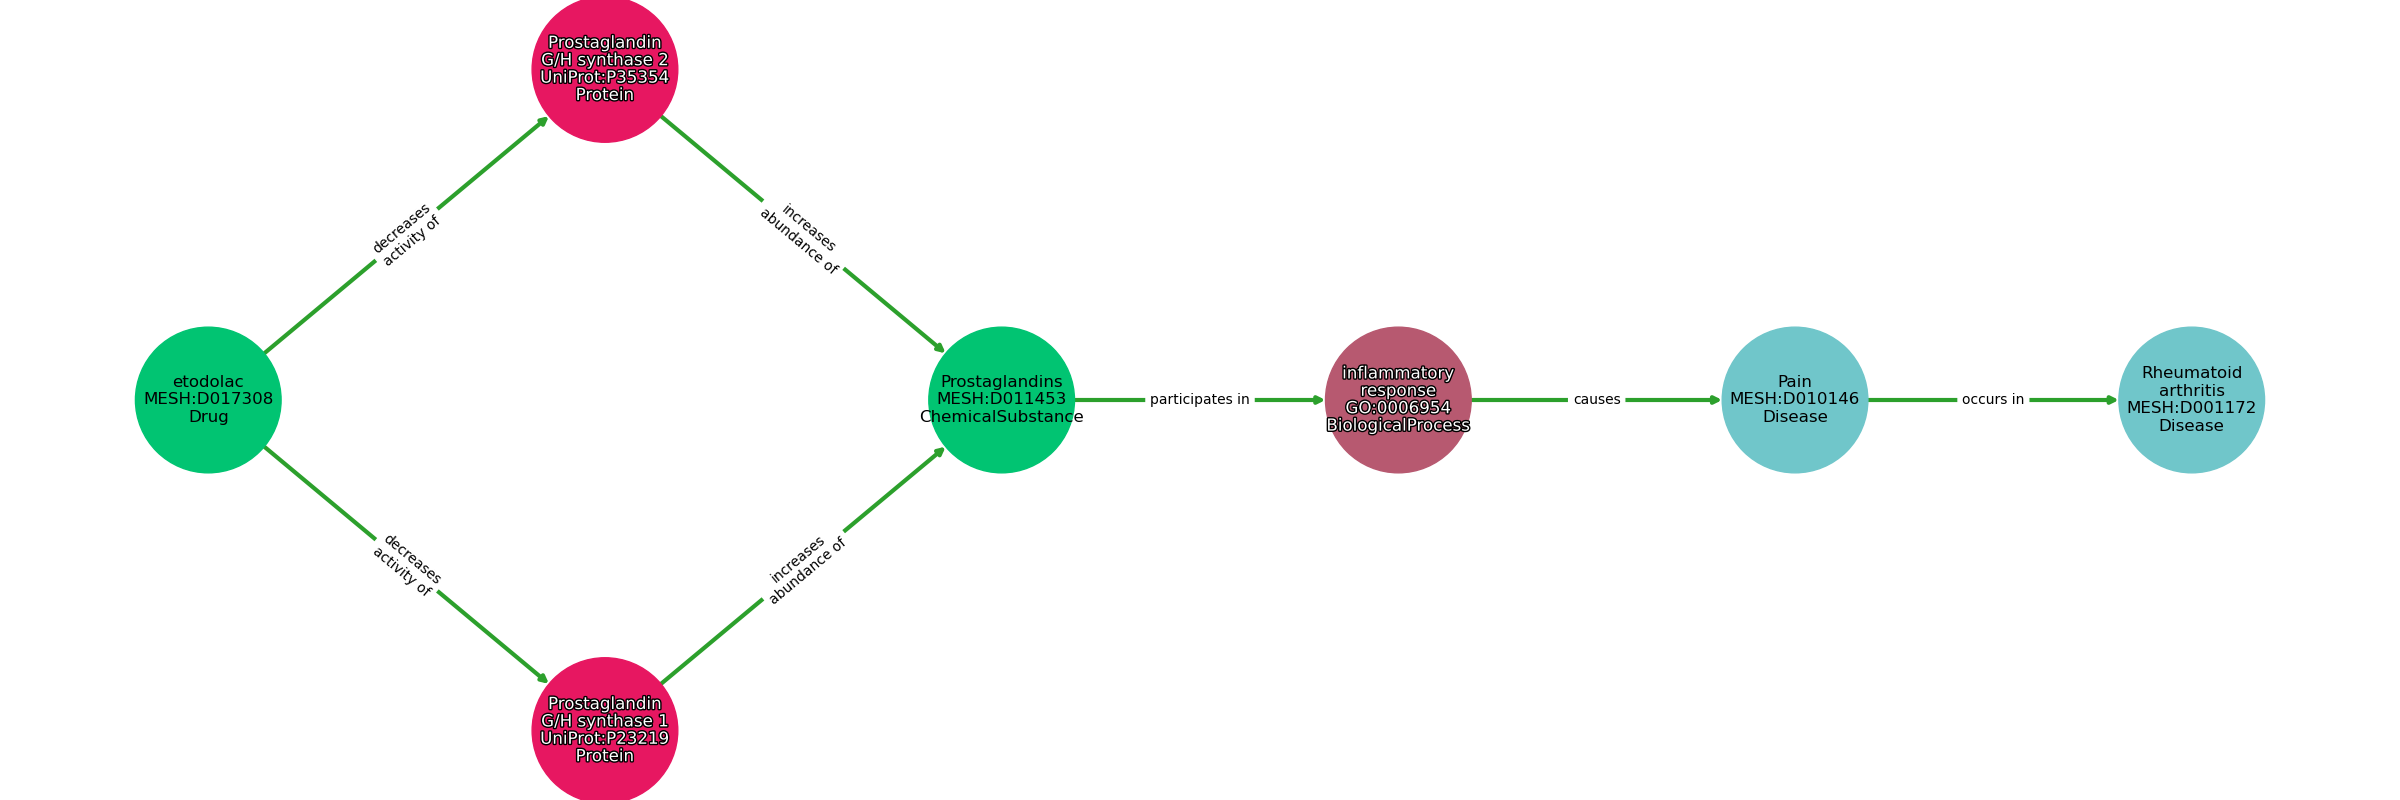 Prostaglandin
G/H synthase 2
UniProt:P35354
Protein
decreases
activity of
increases
abundance of
etodolac
MESH:D017308
Drug
Prostaglandins
MESH:D011453
ChemicalSubstance
participates in
inflammatory
response
GO:0006954
BiologicalProcess
causes
Pain
MESH:D010146
Disease
occurs in
Rheumatoid
arthritis
MESH:D001172
Disease
decreases
activity of
increases
abundance of
Prostaglandin
G/H synthase 1
UniProt:P23219
Protein